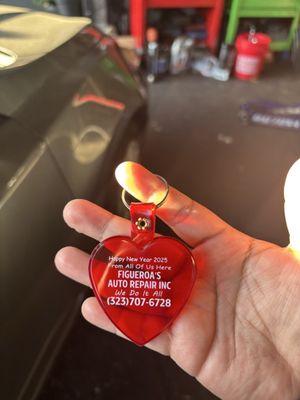 Happy New Year 2025
From All Of Us Here
FIGUEROA'S
AUTO REPAIR INC
We Do It All
(323)707-6728